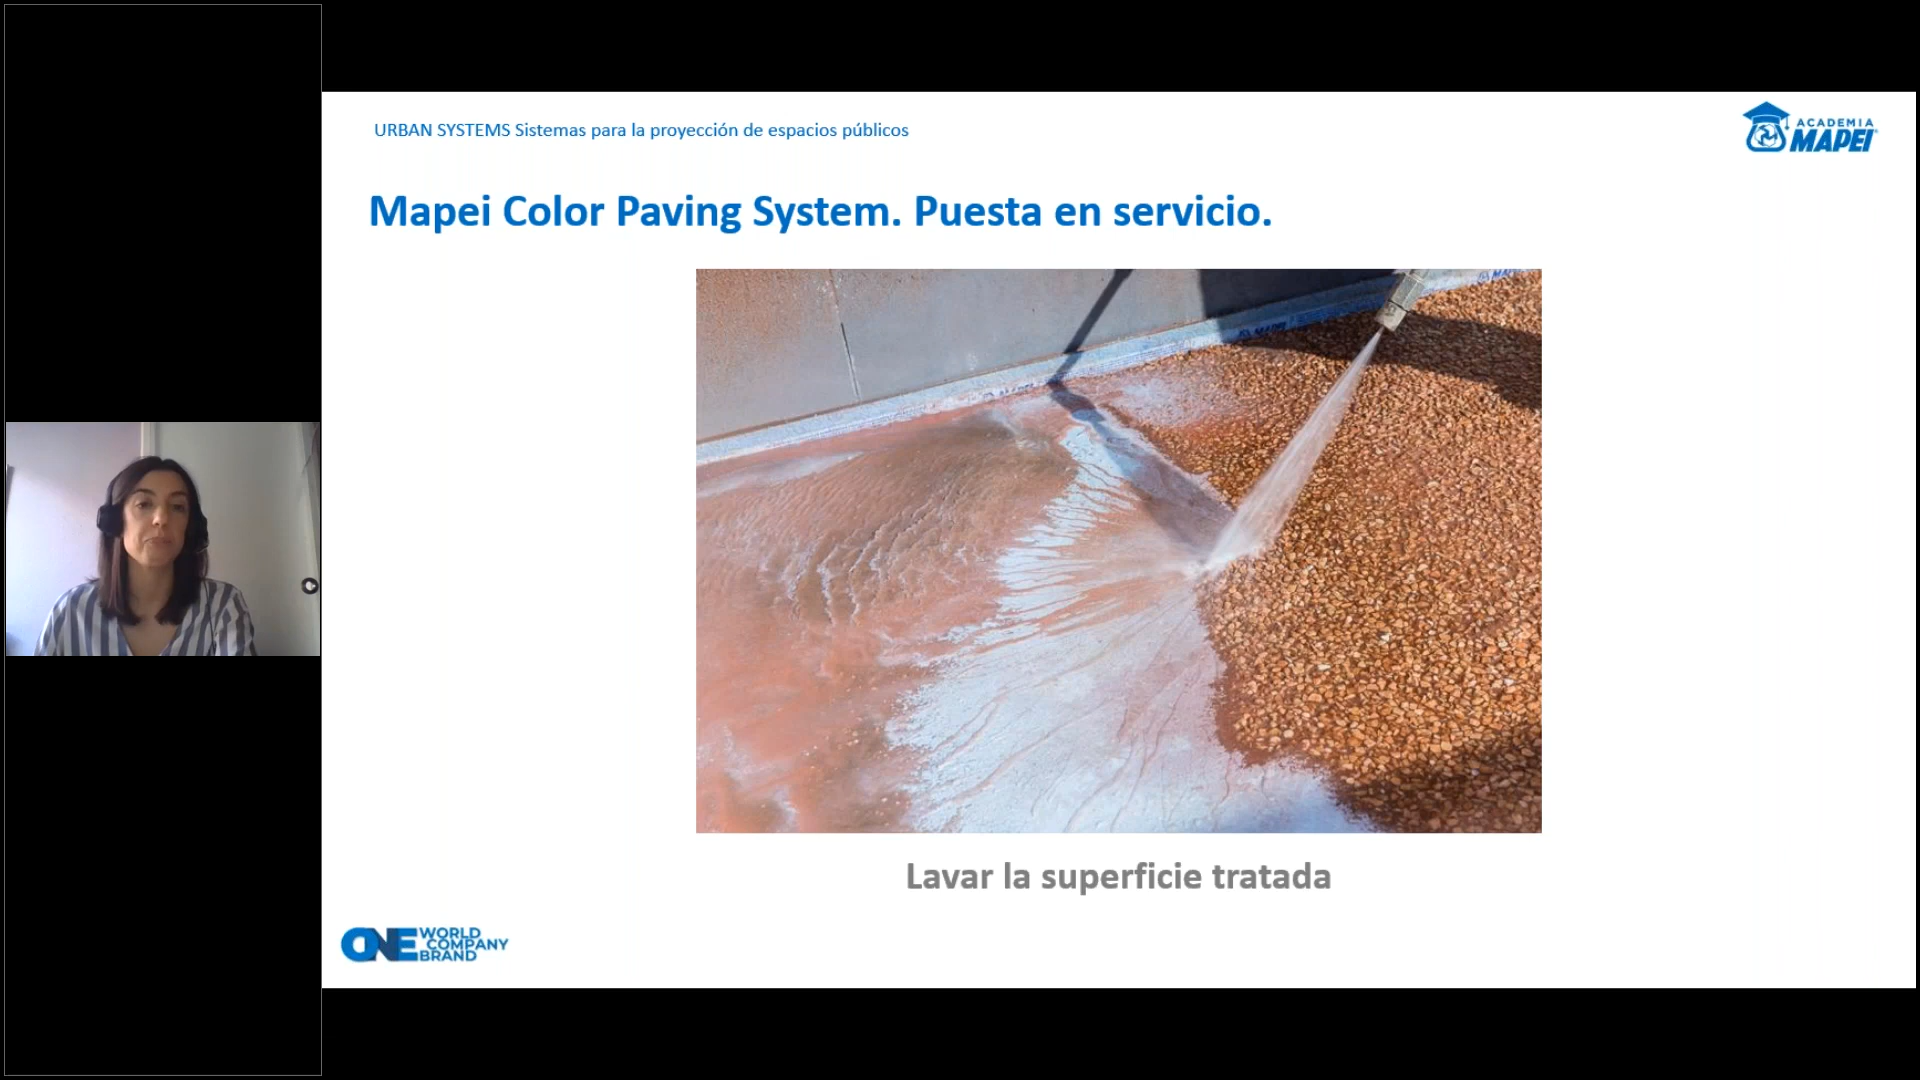 URBAN SYSTEMS Sistemas para la proyección de espacios públicos
ACADEMIA
MAPEI
Mapei Color Paving System. Puesta en servicio.
MAPEI
Lavar la superficie tratada
ONE WORLD
COMPANY
BRAND